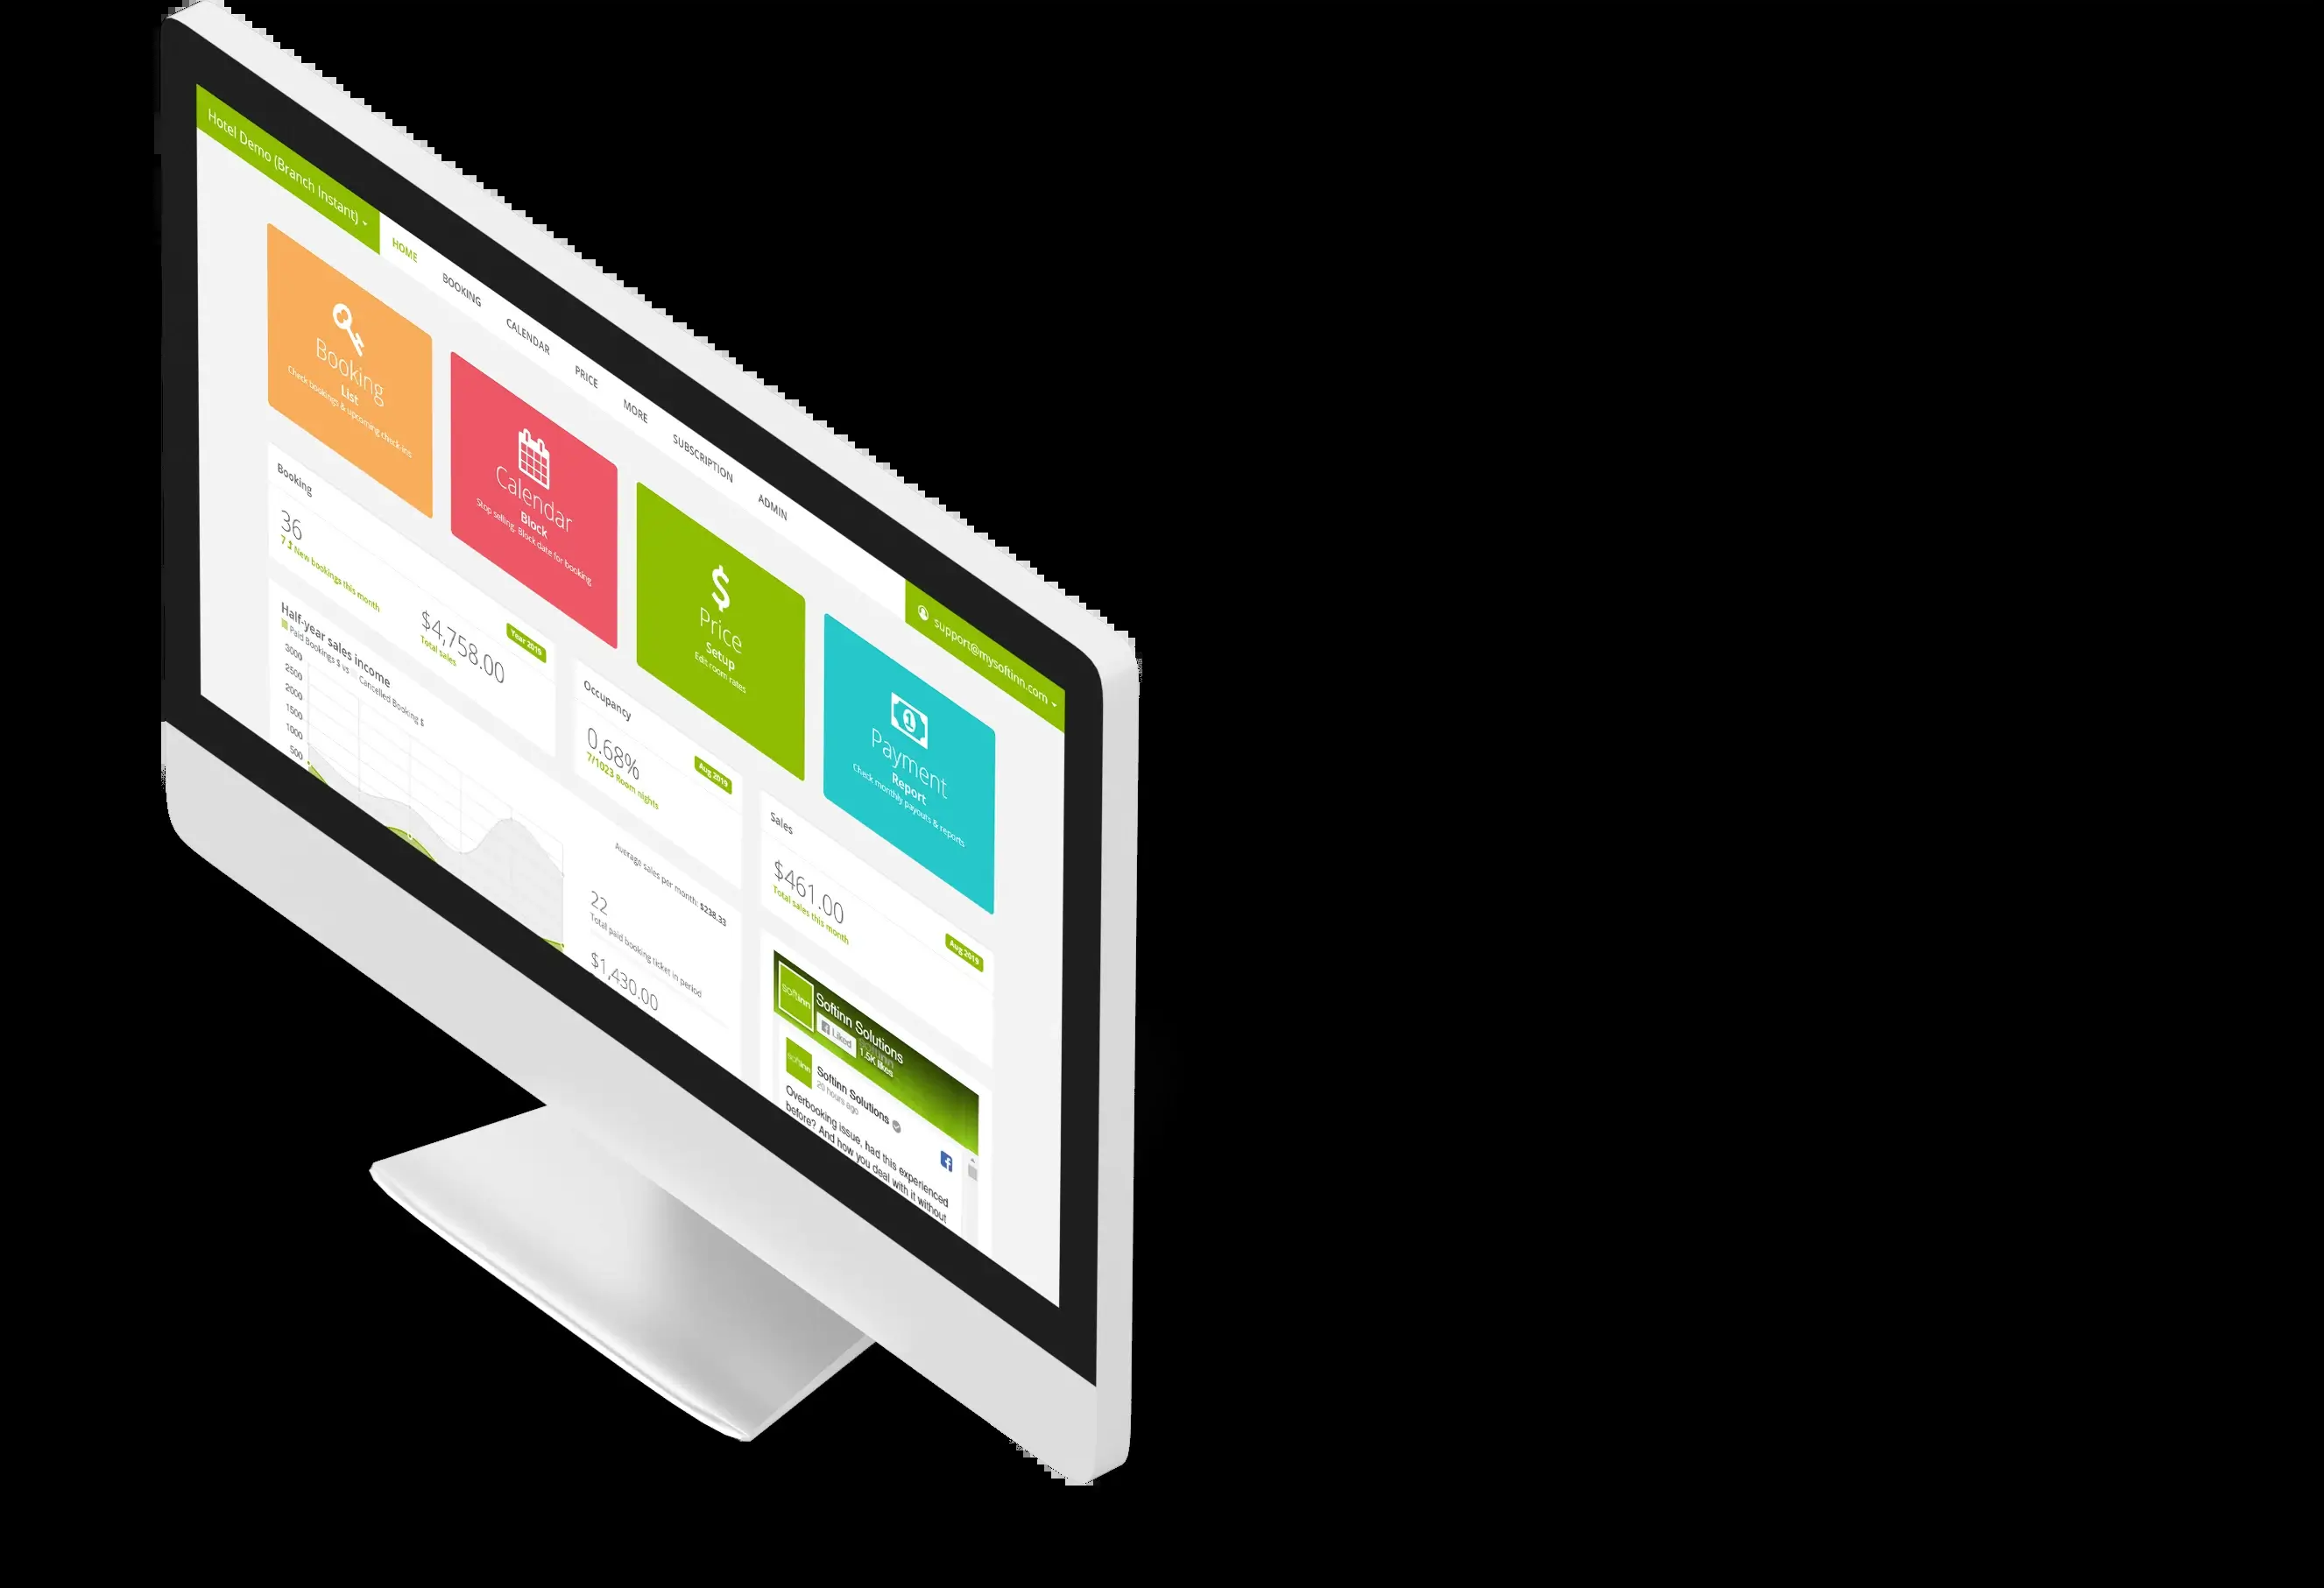 Hotel Demo (Branch Instant)
HOME
BOOKING
CALENDAR
PRICE
MORE
SUBSCRIPTION
ADMIN
support@mysoftinn.com
Booking
List
Check bookings & upcoming check-ins
Calendar
Block
Stop selling. Block date for booking
$
Price
Setup
Edit room rates
1
Payment
Report
Check monthly payouts & reports
Booking
36
7 New bookings this month
$4,758.00
Total sales
Year 2019
Occupancy
0.68%
7/1023 Room nights
Aug 2019
Sales
$461.00
Total sales this month
Aug 2019
Half-year sales income
Paid Bookings $ vs Cancelled Booking $
3000
2500
2000
1500
1000
500
Average sales per month: $238.33
22
Total paid booking ticket in period
$1,430.00
softinn
Softinn Solutions
Liked
1.5K likes
softinn
Softinn Solutions
20 hours ago
Overbooking issue, had this experienced
before? And how you deal with it without